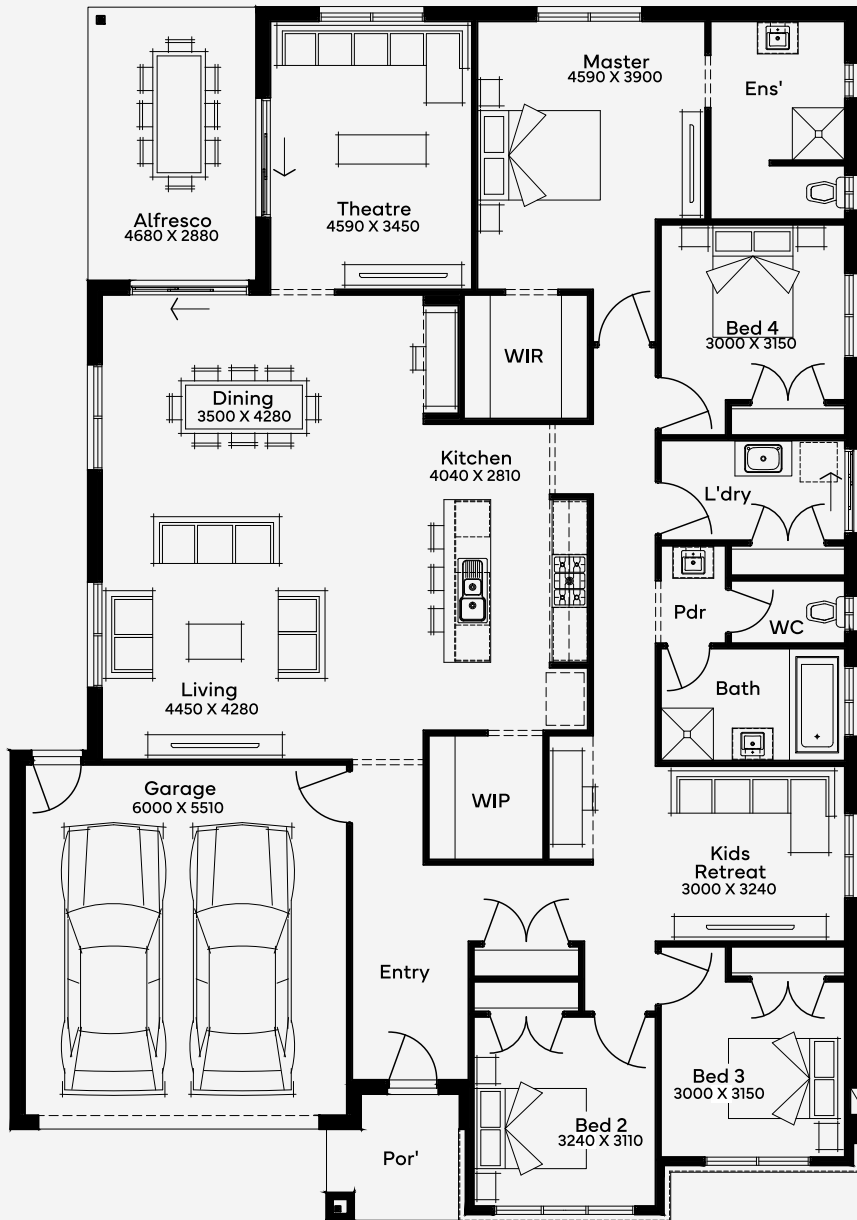 Master
4590 X 3900
Ens'
Theatre
4590 X 3450
Alfresco
4680 X 2880
Bed 4
3000 X 3150
WIR
Dining
3500 X 4280
Kitchen
4040 X 2810
L'dry
Pdr
WC
Bath
Living
4450 X 4280
Garage
6000 X 5510
WIP
Kids
Retreat
3000 X 3240
Entry
Bed 3
3000 X 3150
Bed 2
3240 X 3110
Por'